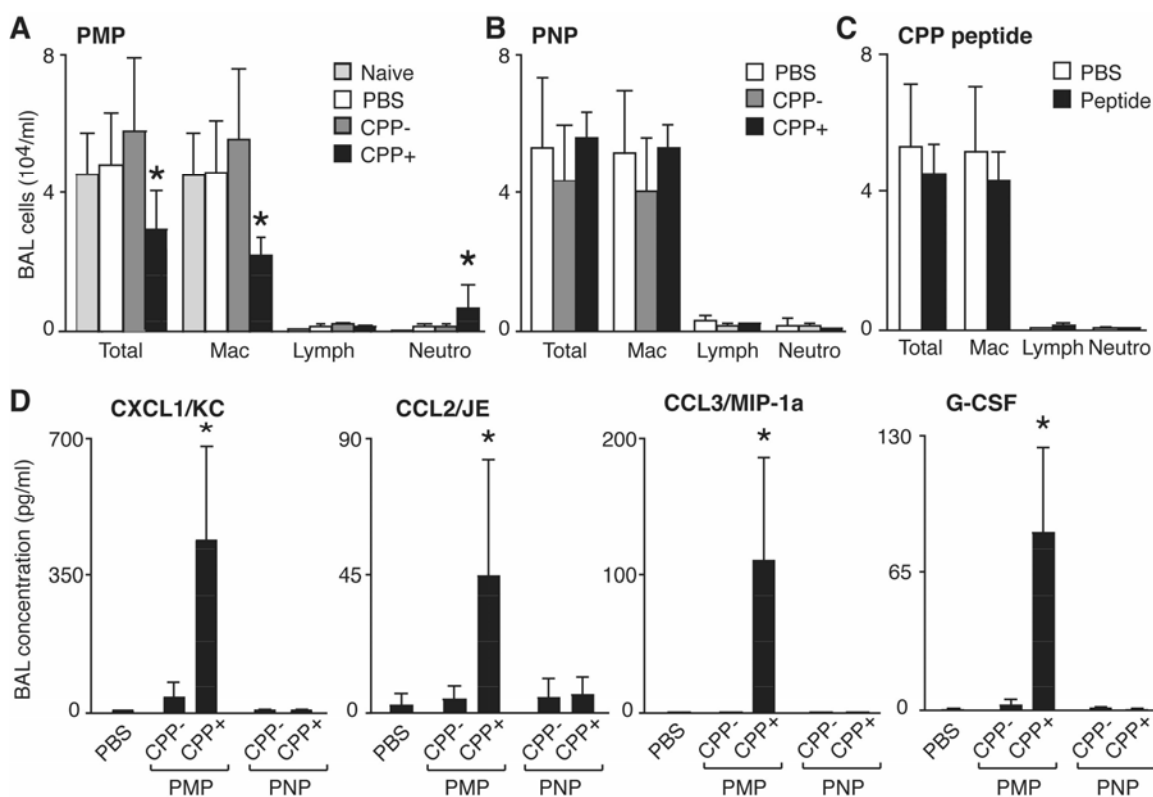 A PMP
8
4
0
BAL cells (10⁴/ml)
Naive
PBS
CPP-
CPP+
*
*
*
Total Mac Lymph Neutro
B PNP
8
4
0
PBS
CPP-
CPP+
Total Mac Lymph Neutro
C CPP peptide
8
4
0
PBS
Peptide
Total Mac Lymph Neutro
D CXCL1/KC
700
350
0
BAL concentration (pg/ml)
*
PBS CPP- CPP+ CPP- CPP+
PMP PNP
CCL2/JE
90
45
0
*
PBS CPP- CPP+ CPP- CPP+
PMP PNP
CCL3/MIP-1a
200
100
0
*
PBS CPP- CPP+ CPP- CPP+
PMP PNP
G-CSF
130
65
0
*
PBS CPP- CPP+ CPP- CPP+
PMP PNP